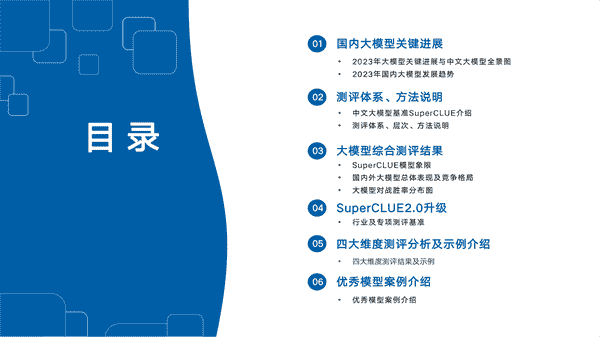 目录
01 国内大模型关键进展
• 2023年大模型关键进展与中文大模型全景图
• 2023年国内大模型发展趋势
02 测评体系、方法说明
• 中文大模型基准SuperCLUE介绍
• 测评体系、层次、方法说明
03 大模型综合测评结果
• SuperCLUE模型象限
• 国内外大模型总体表现及竞争格局
• 大模型对战胜率分布图
04 SuperCLUE2.0升级
• 行业及专项测评基准
05 四大维度测评分析及示例介绍
• 四大维度测评结果及示例
06 优秀模型案例介绍
• 优秀模型案例介绍